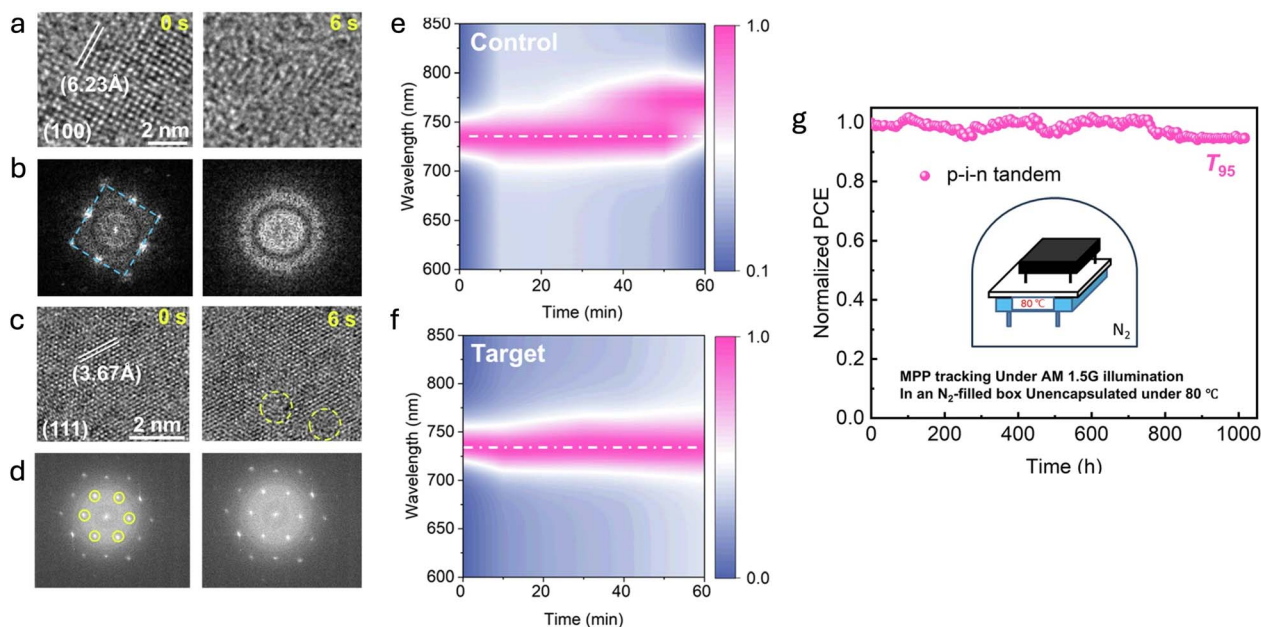 a
0 s
6 s
(6.23Å)
(100)
2 nm
b
c
0 s
6 s
(3.67Å)
(111)
2 nm
d
e
Control
Wavelength (nm)
850
800
750
700
650
600
0
20
40
60
Time (min)
1.0
0.1
f
Target
Wavelength (nm)
850
800
750
700
650
600
0
20
40
60
Time (min)
1.0
0.0
g
Normalized PCE
1.0
0.8
0.6
0.4
0.2
0.0
T95
p-i-n tandem
80 ℃
N2
MPP tracking Under AM 1.5G illumination
In an N2-filled box Unencapsulated under 80 ℃
0
200
400
600
800
1000
Time (h)